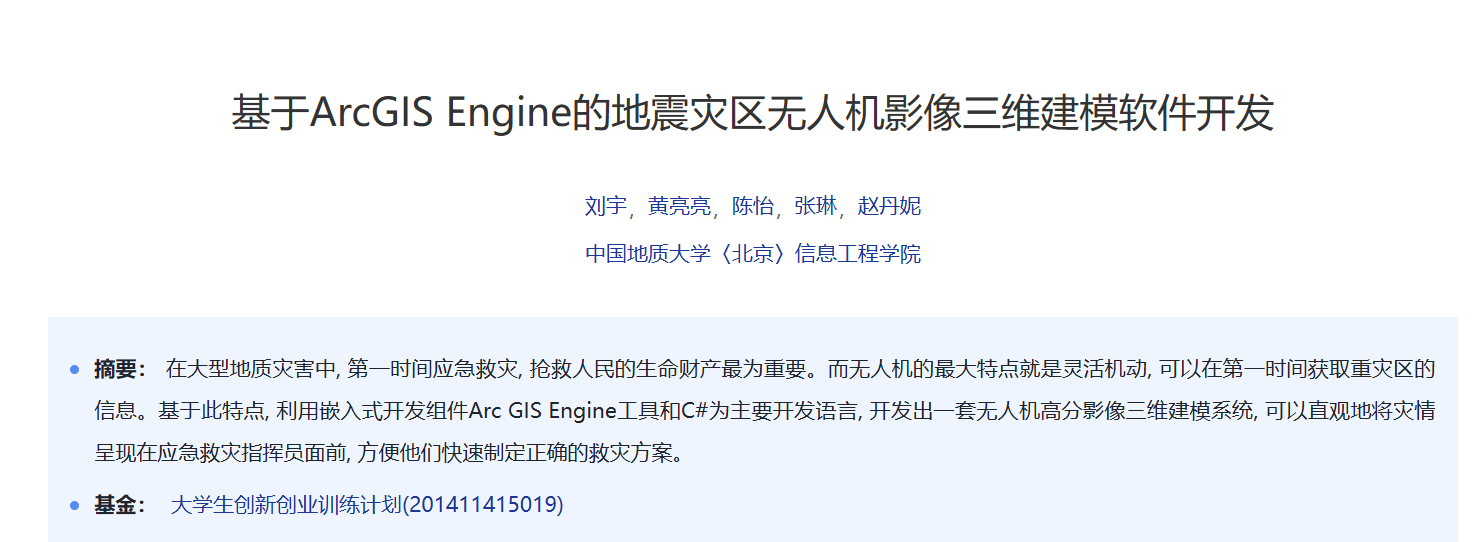 基于ArcGIS Engine的地震灾区无人机影像三维建模软件开发
刘宇，黄亮亮，陈怡，张琳，赵丹妮
中国地质大学〈北京〉信息工程学院
摘要： 在大型地质灾害中, 第一时间应急救灾, 抢救人民的生命财产最为重要。而无人机的最大特点就是灵活机动, 可以在第一时间获取重灾区的
信息。基于此特点, 利用嵌入式开发组件Arc GIS Engine工具和C#为主要开发语言, 开发出一套无人机高分影像三维建模系统, 可以直观地将灾情
呈现在应急救灾指挥员面前, 方便他们快速制定正确的救灾方案。
基金： 大学生创新创业训练计划(201411415019)